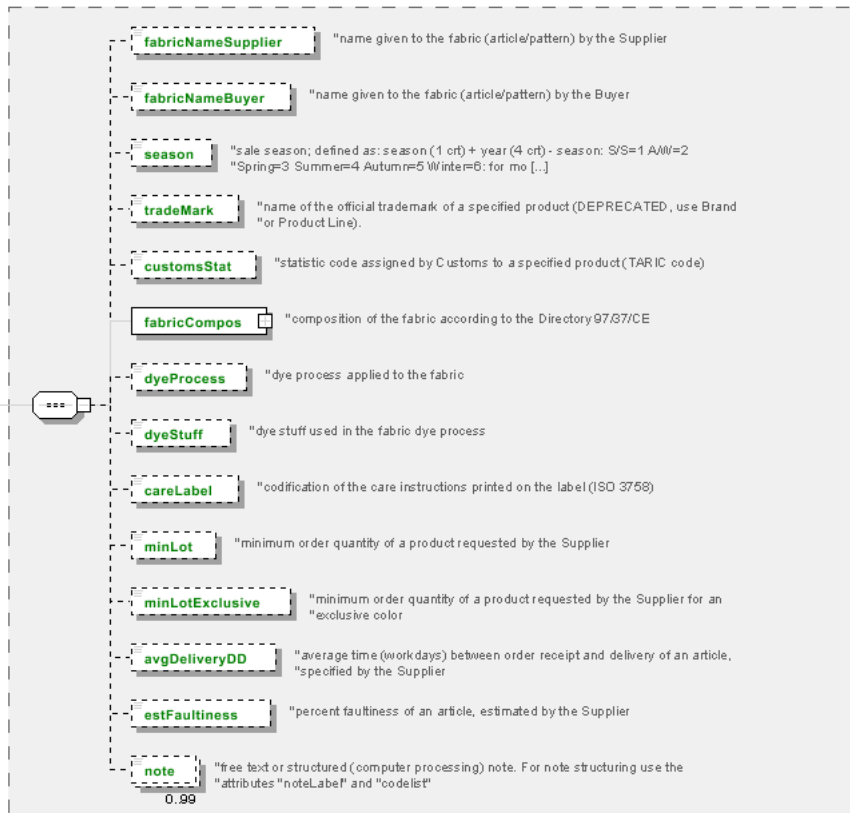 fabricNameSupplier "name given to the fabric (article/pattern) by the Supplier
fabricNameBuyer "name given to the fabric (article/pattern) by the Buyer
season "sale season; defined as: season (1 crt) + year (4 crt) - season: S/S=1 A/W=2
"Spring=3 Summer=4 Autumn=5 Winter=6: for mo [...]
tradeMark "name of the official trademark of a specified product (DEPRECATED, use Brand
"or Product Line).
customsStat "statistic code assigned by Customs to a specified product (TARIC code)
fabricCompos "composition of the fabric according to the Directory 97/37/CE
dyeProcess "dye process applied to the fabric
dyeStuff "dye stuff used in the fabric dye process
careLabel "codification of the care instructions printed on the label (ISO 3758)
minLot "minimum order quantity of a product requested by the Supplier
minLotExclusive "minimum order quantity of a product requested by the Supplier for an
"exclusive color
avgDeliveryDD "average time (workdays) between order receipt and delivery of an article,
"specified by the Supplier
estFaultiness "percent faultiness of an article, estimated by the Supplier
note "free text or structured (computer processing) note. For note structuring use the
"attributes "noteLabel" and "codelist"
0..99